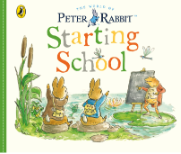 THE WORLD OF
PETER RABBIT
Starting
School